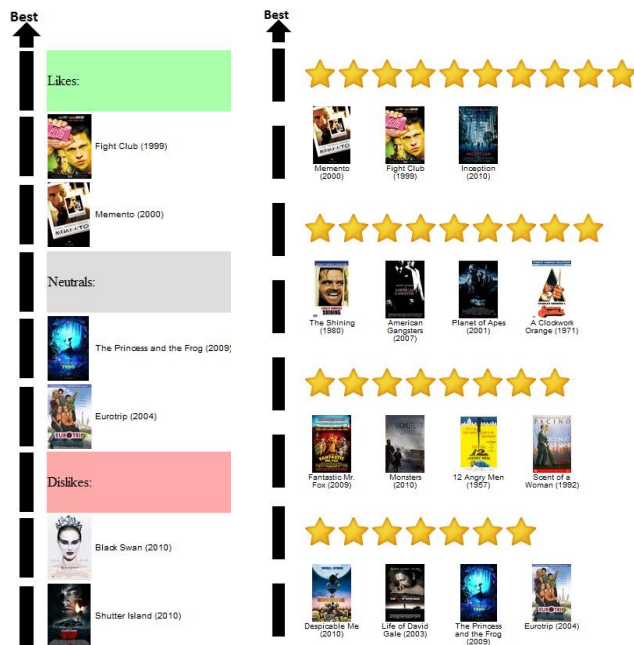 Best
Likes:
Fight Club (1999)
Memento (2000)
Neutrals:
The Princess and the Frog (2009)
Eurotrip (2004)
Dislikes:
Black Swan (2010)
Shutter Island (2010)
Best
Memento
(2000)
Fight Club
(1999)
Inception
(2010)
The Shining
(1980)
American
Gangsters
(2007)
Planet of Apes
(2001)
A Clockwork
Orange (1971)
Fantastic Mr.
Fox (2009)
Monsters
(2010)
12 Angry Men
(1957)
Scent of a
Woman (1992)
Despicable Me
(2010)
Life of David
Gale (2003)
The Princess
and the Frog
(2009)
Eurotrip (2004)